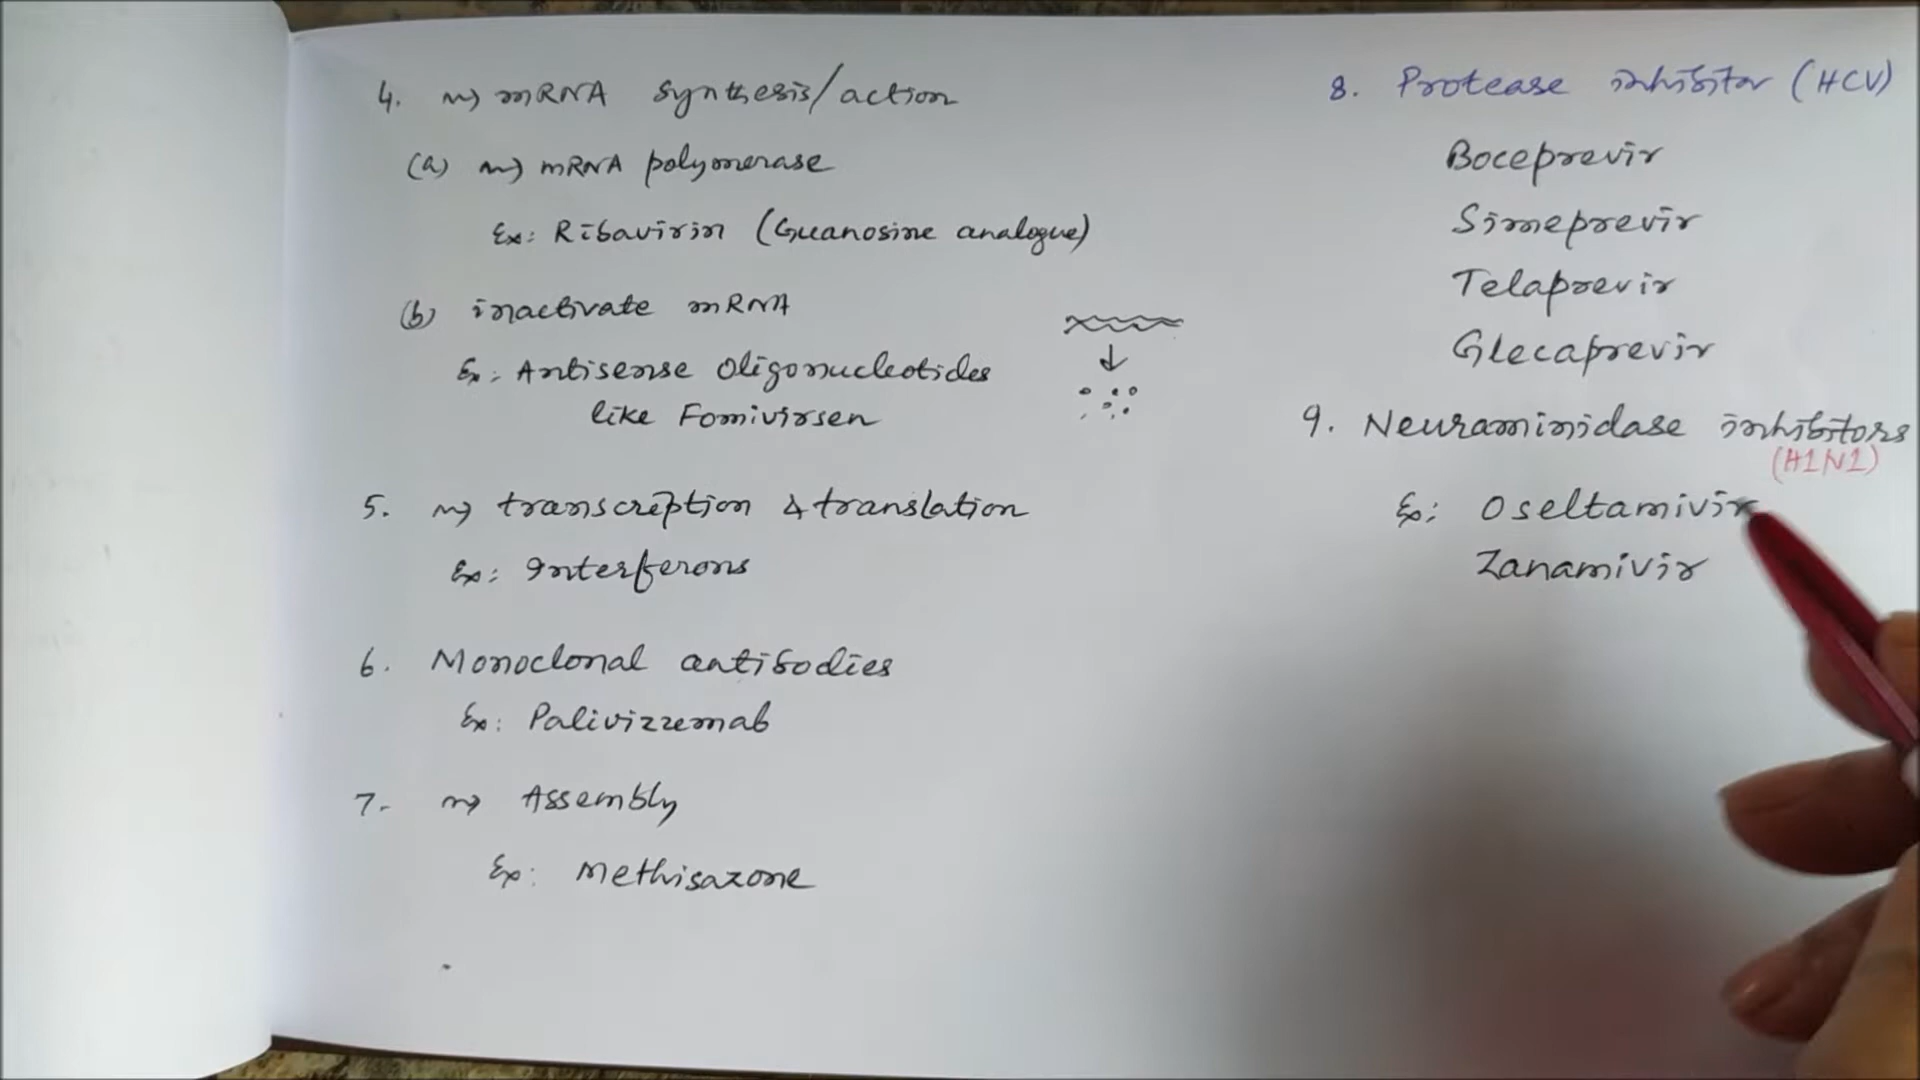 4. ⇝ mRNA synthesis/action
(a) ⇝ mRNA polymerase
Ex: Ribavirin (Guanosine analogue)
(b) inactivate mRNA
Ex: Antisense Oligonucleotides
like Fomivirsen
5. ⇝ transcription & translation
Ex: Interferons
6. Monoclonal antibodies
Ex: Palivizzemab
7. ⇝ Assembly
Ex: Methisazone
8. Protease inhibitor (HCV)
Boceprevir
Simeprevir
Telaprevir
Glecaprevir
9. Neuraminidase inhibitors
(H1N1)
Ex: Oseltamivir
Zanamivir